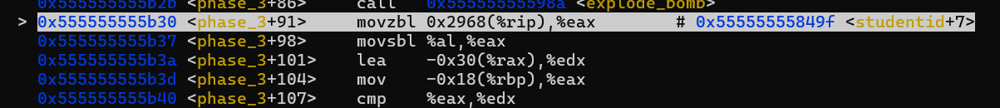 0x555555555b2b <phase_3+86> call 0x55555555598a <explode_bomb>
> 0x555555555b30 <phase_3+91> movzbl 0x2968(%rip),%eax # 0x55555555849f <studentid+7>
0x555555555b37 <phase_3+98> movsbl %al,%eax
0x555555555b3a <phase_3+101> lea -0x30(%rax),%edx
0x555555555b3d <phase_3+104> mov -0x18(%rbp),%eax
0x555555555b40 <phase_3+107> cmp %eax,%edx